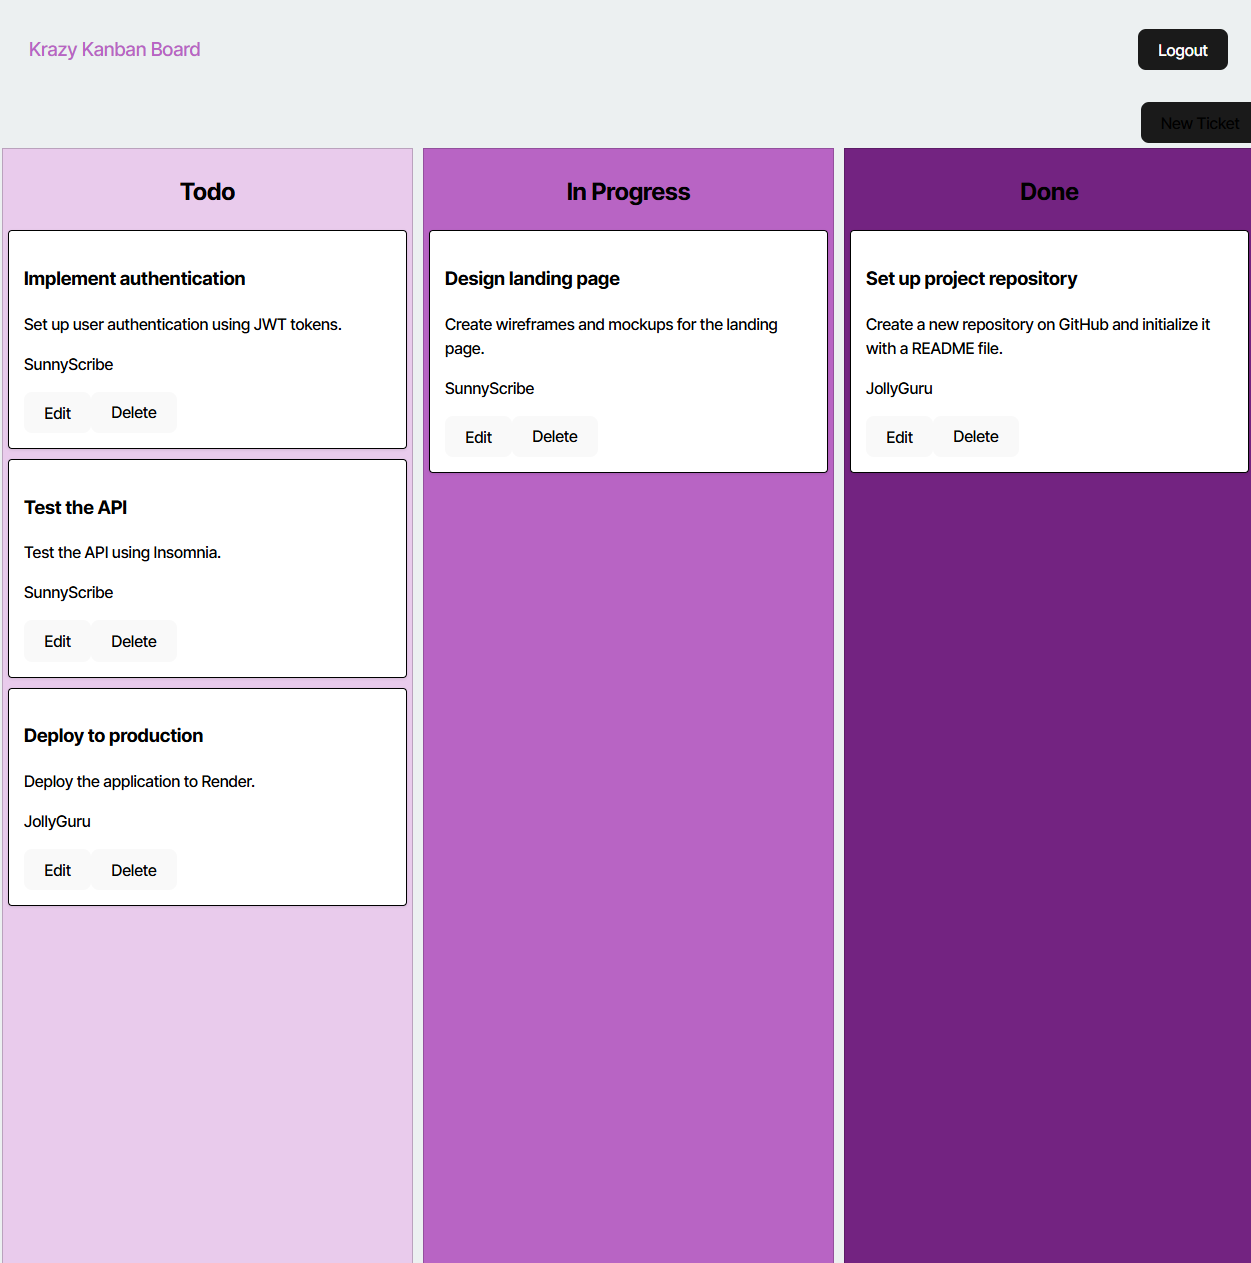 Krazy Kanban Board
Logout
New Ticket
Todo
Implement authentication
Set up user authentication using JWT tokens.
SunnyScribe
Edit
Delete
Test the API
Test the API using Insomnia.
SunnyScribe
Edit
Delete
Deploy to production
Deploy the application to Render.
JollyGuru
Edit
Delete
In Progress
Design landing page
Create wireframes and mockups for the landing
page.
SunnyScribe
Edit
Delete
Done
Set up project repository
Create a new repository on GitHub and initialize it
with a README file.
JollyGuru
Edit
Delete